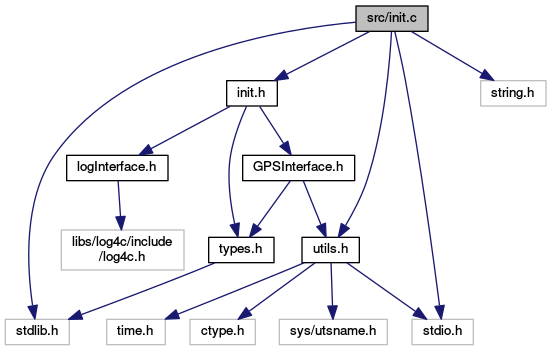 src/init.c
init.h
string.h
logInterface.h
GPSInterface.h
libs/log4c/include
/log4c.h
types.h
utils.h
stdlib.h
time.h
ctype.h
sys/utsname.h
stdio.h